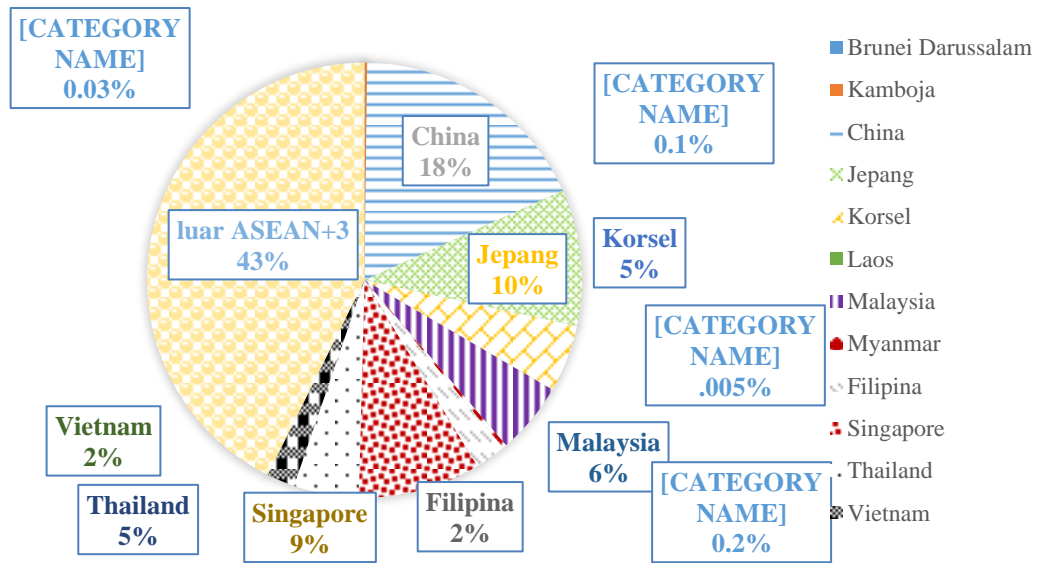 [CATEGORY
NAME]
0.03%
[CATEGORY
NAME]
0.1%
China
18%
luar ASEAN+3
43%
Jepang
10%
Korsel
5%
[CATEGORY
NAME]
.005%
Malaysia
6%
[CATEGORY
NAME]
0.2%
Filipina
2%
Singapore
9%
Thailand
5%
Vietnam
2%
Brunei Darussalam
Kamboja
China
Jepang
Korsel
Laos
Malaysia
Myanmar
Filipina
Singapore
Thailand
Vietnam